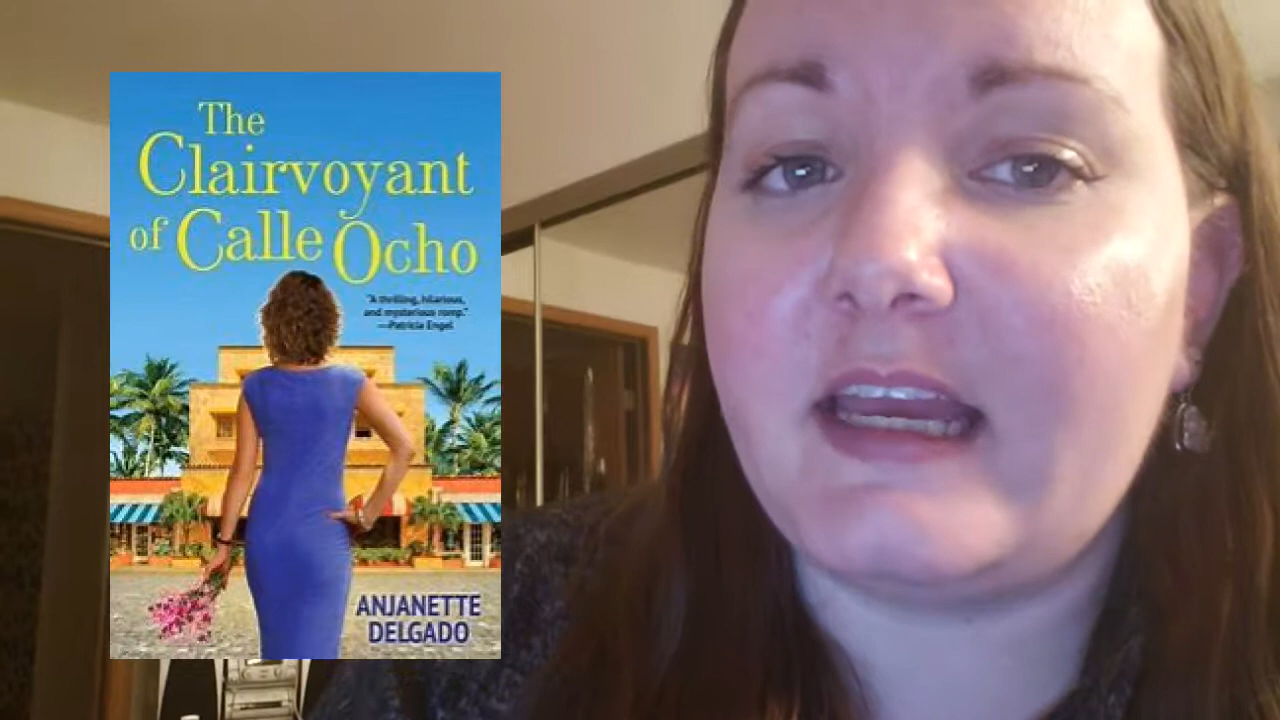 The
Clairvoyant
of Calle Ocho
"A thrilling, hilarious,
and mysterious romp."
—Patricia Engel
ANJANETTE
DELGADO